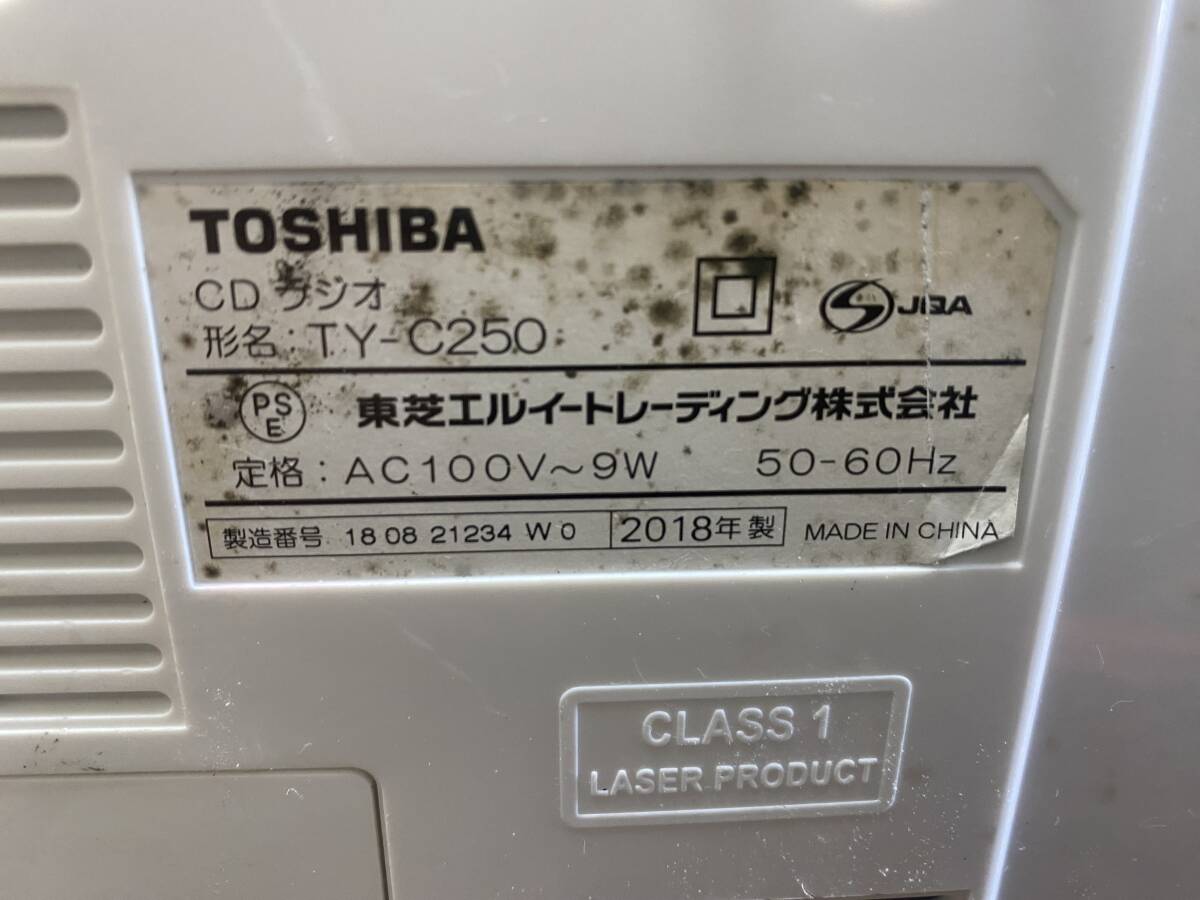 TOSHIBA
CD ラジオ
形名：TY-C250
S JQA
PS E 東芝エルイートレーディング株式会社
定格：AC100V～9W 50-60Hz
製造番号 18 08 21234 W 0 2018年製 MADE IN CHINA
CLASS 1
LASER PRODUCT